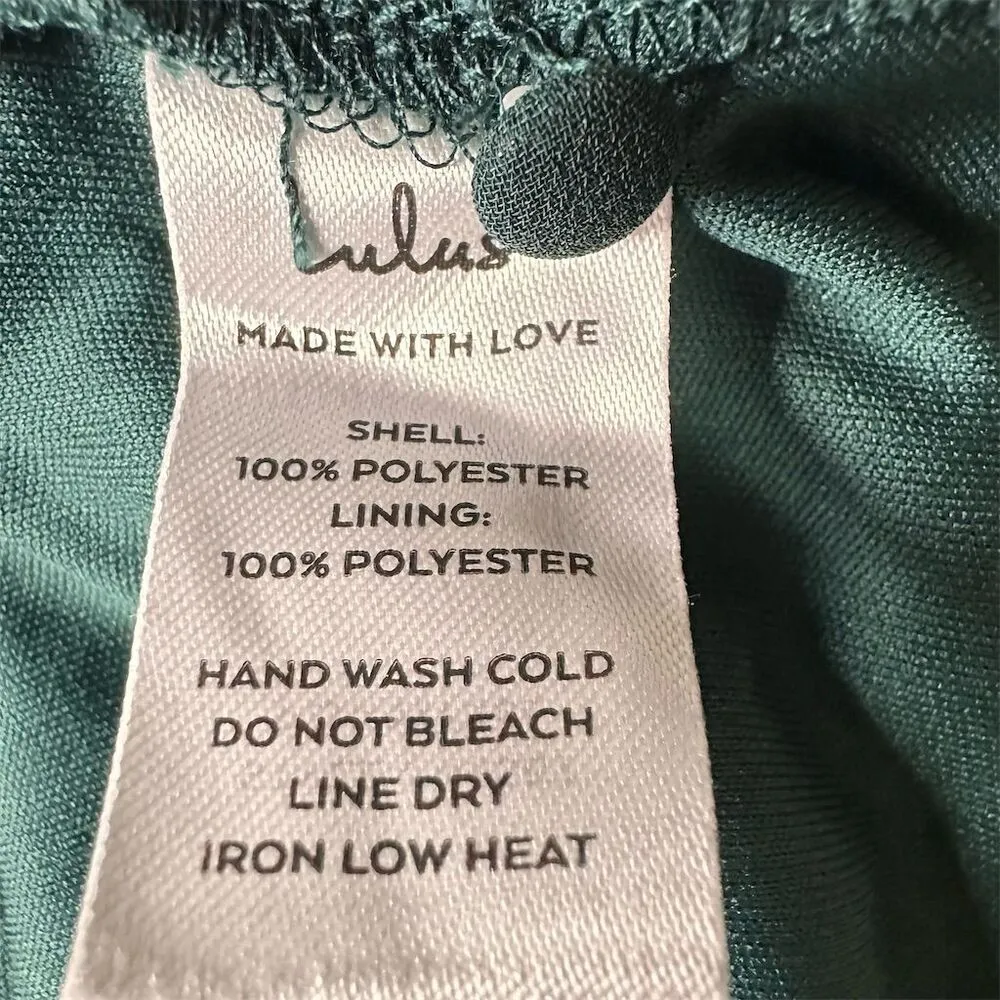 Lulus
MADE WITH LOVE
SHELL:
100% POLYESTER
LINING:
100% POLYESTER
HAND WASH COLD
DO NOT BLEACH
LINE DRY
IRON LOW HEAT